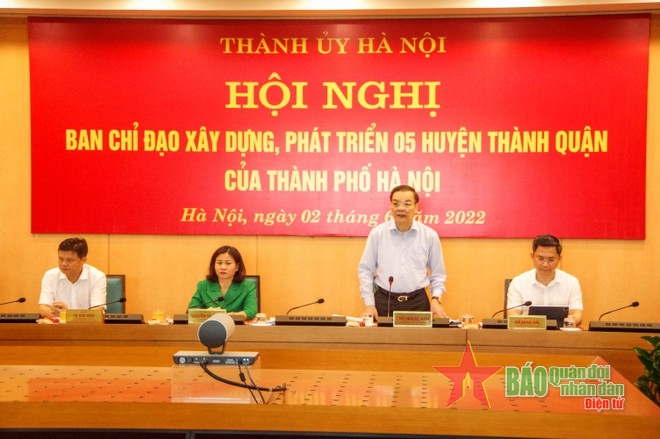 THÀNH ỦY HÀ NỘI
HỘI NGHỊ
BAN CHỈ ĐẠO XÂY DỰNG, PHÁT TRIỂN 05 HUYỆN THÀNH QUẬN
CỦA THÀNH PHỐ HÀ NỘI
Hà Nội, ngày 02 tháng năm 2022
BÁO Quân đội
nhân dân
Điện tử